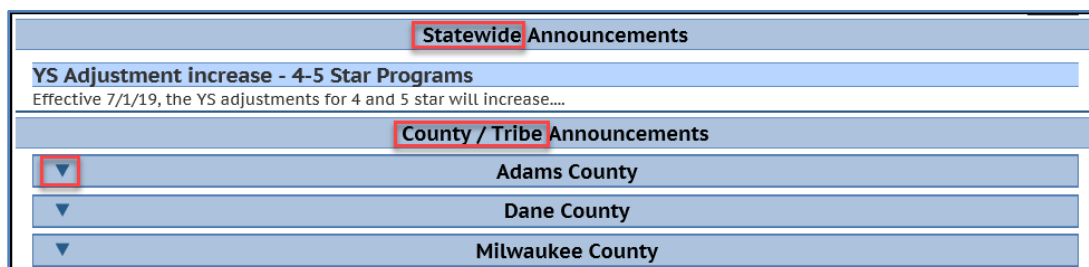 Statewide Announcements
YS Adjustment increase - 4-5 Star Programs
Effective 7/1/19, the YS adjustments for 4 and 5 star will increase....
County / Tribe Announcements
Adams County
Dane County
Milwaukee County